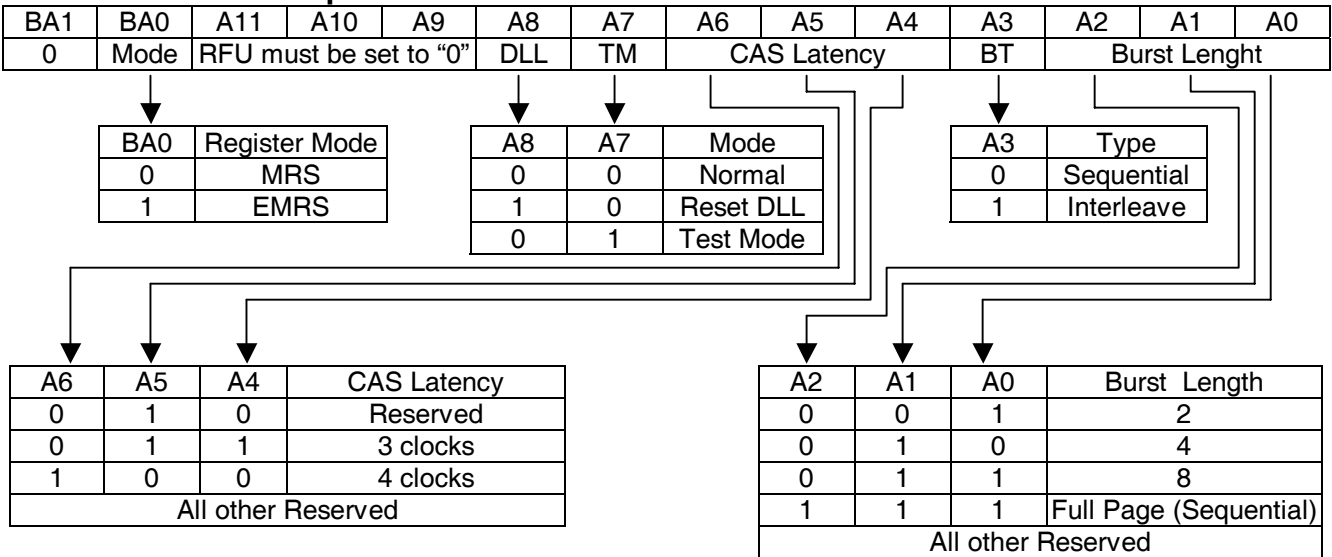 BA1 BA0 A11 A10 A9 A8 A7 A6 A5 A4 A3 A2 A1 A0
0 Mode RFU must be set to “0” DLL TM CAS Latency BT Burst Lenght
BA0 Register Mode
0 MRS
1 EMRS
A8 A7 Mode
0 0 Normal
1 0 Reset DLL
0 1 Test Mode
A3 Type
0 Sequential
1 Interleave
A6 A5 A4 CAS Latency
0 1 0 Reserved
0 1 1 3 clocks
1 0 0 4 clocks
All other Reserved
A2 A1 A0 Burst Length
0 0 1 2
0 1 0 4
0 1 1 8
1 1 1 Full Page (Sequential)
All other Reserved